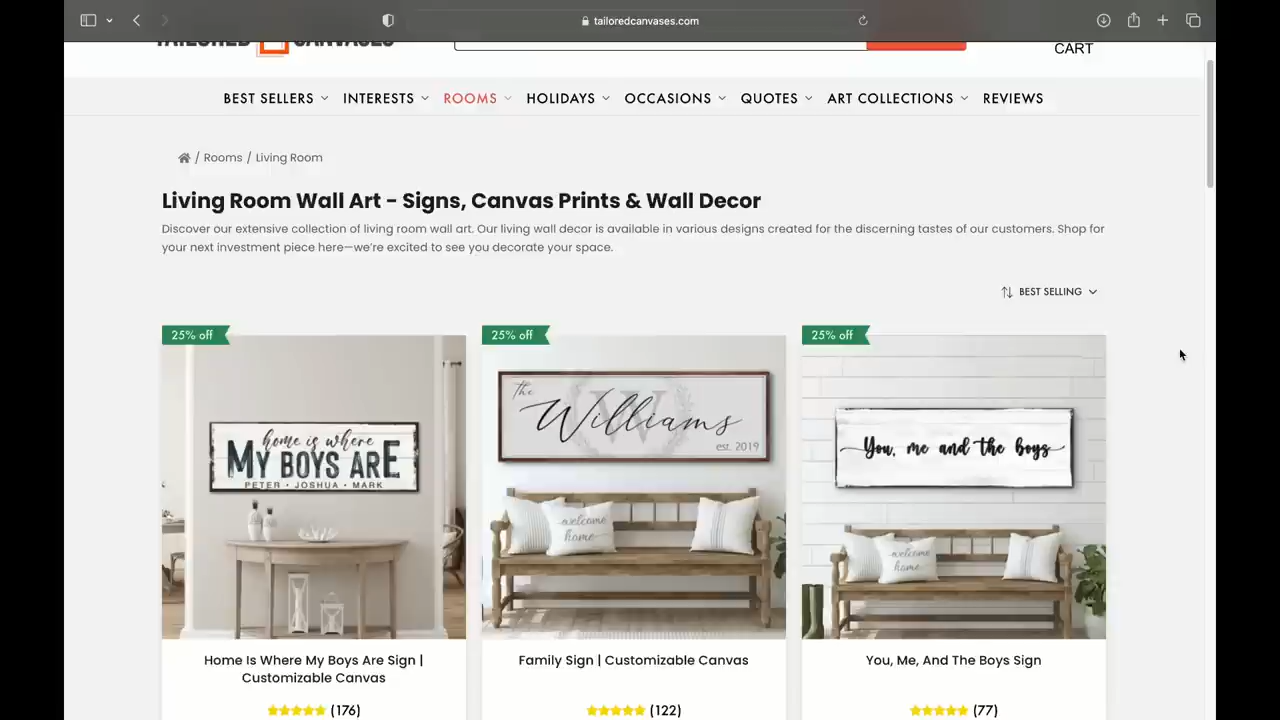 tailoredcanvases.com
TAILORED CANVASES
CART
BEST SELLERS INTERESTS ROOMS HOLIDAYS OCCASIONS QUOTES ART COLLECTIONS REVIEWS
/ Rooms / Living Room
Living Room Wall Art - Signs, Canvas Prints & Wall Decor
Discover our extensive collection of living room wall art. Our living wall decor is available in various designs created for the discerning tastes of our customers. Shop for
your next investment piece here—we're excited to see you decorate your space.
BEST SELLING
25% off
25% off
25% off
home is where
MY BOYS ARE
PETER • JOSHUA • MARK
the
W
Williams
est. 2019
You, me and the boys
welcome
home
welcome
home
Home Is Where My Boys Are Sign |
Customizable Canvas
Family Sign | Customizable Canvas
You, Me, And The Boys Sign
(176)
(122)
(77)